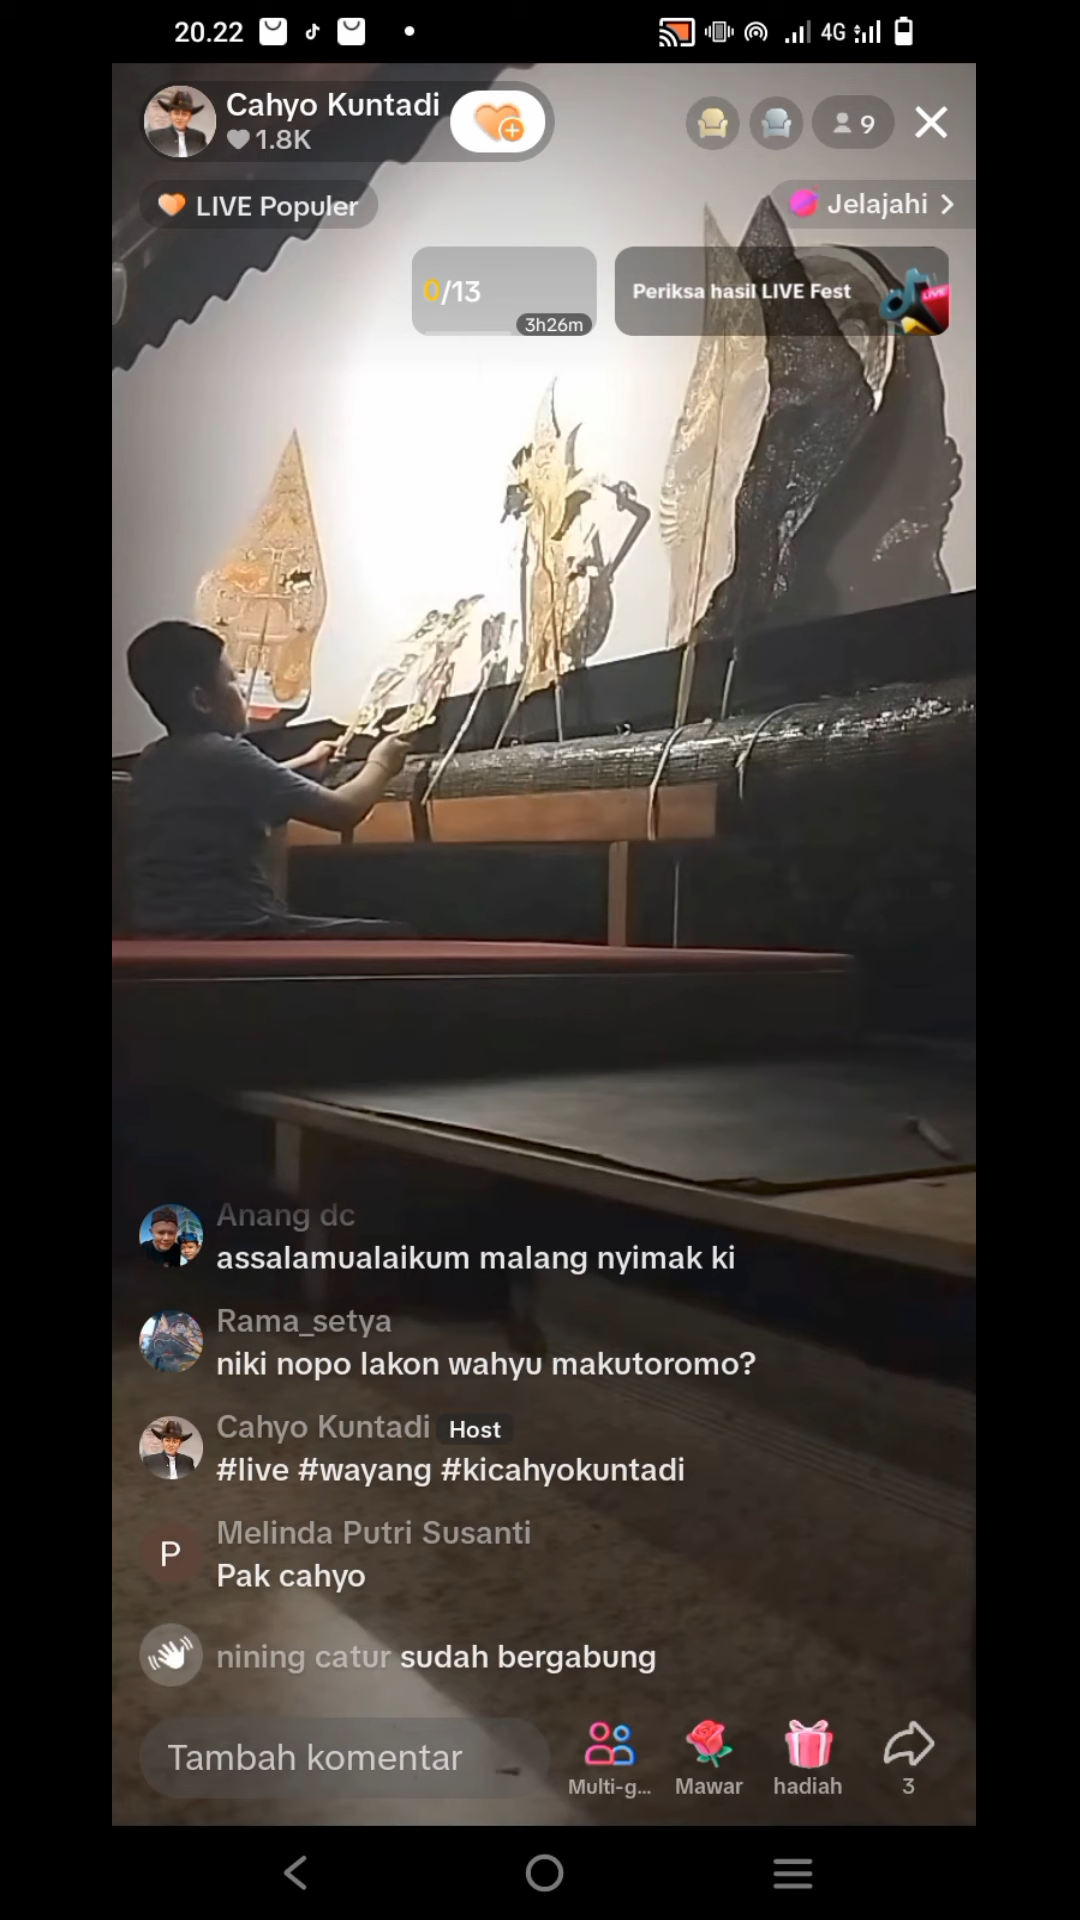 20.22
4G
Cahyo Kuntadi
1.8K
9
LIVE Populer
Jelajahi >
0/13
3h26m
Periksa hasil LIVE Fest
LIVE
Anang dc
assalamualaikum malang nyimak ki
Rama_setya
niki nopo lakon wahyu makutoromo?
Cahyo Kuntadi Host
#live #wayang #kicahyokuntadi
P
Melinda Putri Susanti
Pak cahyo
nining catur sudah bergabung
Tambah komentar
Multi-g...
Mawar
hadiah
3